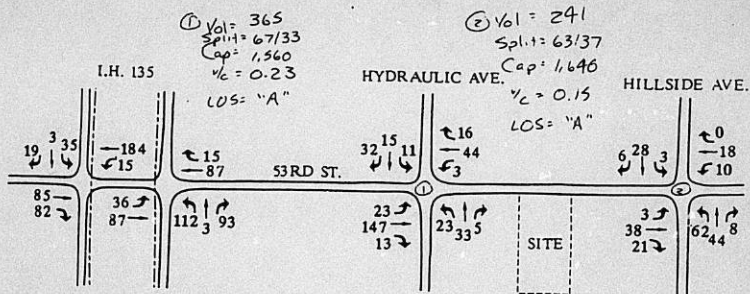 ① Vol= 365
Split= 67/33
Cap= 1,560
v/c = 0.23
LOS= "A"
② Vol = 241
Split= 63/37
Cap= 1,646
v/c = 0.15
LOS= "A"
I.H. 135
HYDRAULIC AVE.
HILLSIDE AVE.
19 3 35
184
15
15
87
53RD ST.
32 15 11
16
44
3
6 28 3
0
18
10
85
82
36
87
112 3 93
①
23
147
13
23 33 5
SITE
②
3
38
21
62 44 8